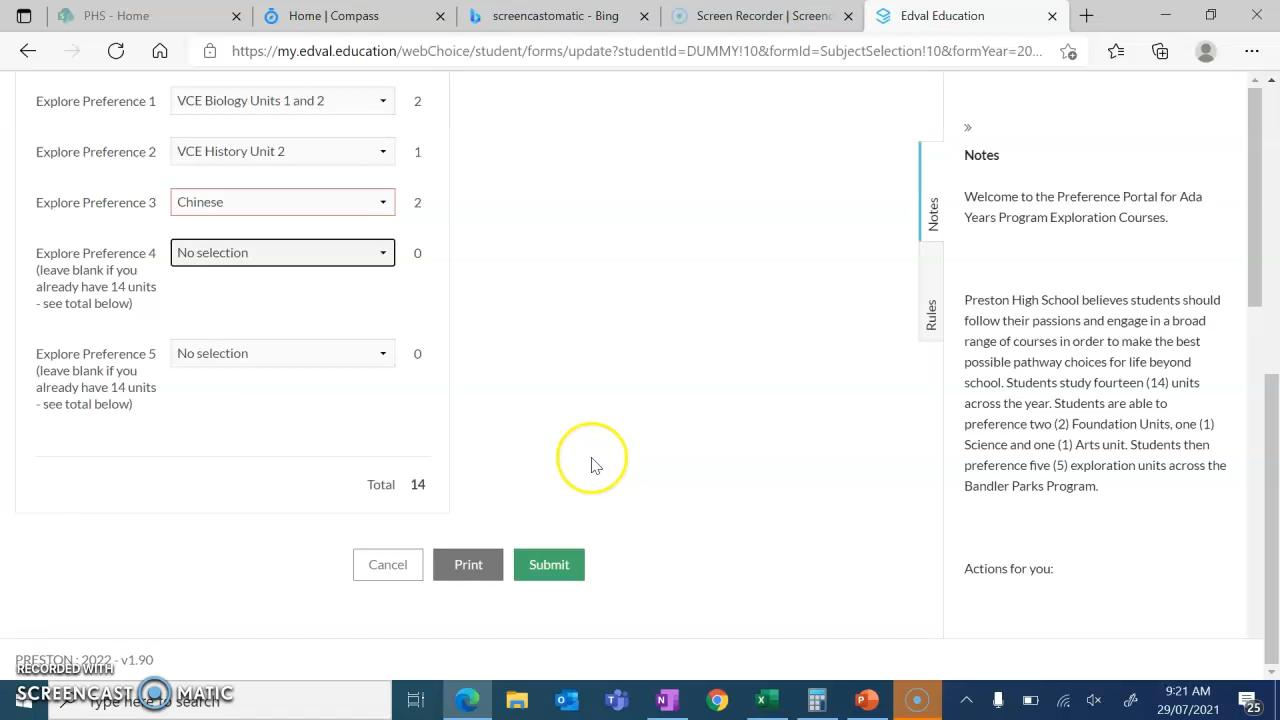 PHS - Home
Home | Compass
screencastomatic - Bing
Screen Recorder | Screenc
Edval Education
https://my.edval.education/webChoice/student/forms/update?studentId=DUMMY!10&formId=SubjectSelection!10&formYear=20...
Explore Preference 1
VCE Biology Units 1 and 2
2
Explore Preference 2
VCE History Unit 2
1
Explore Preference 3
Chinese
2
Explore Preference 4
(leave blank if you
already have 14 units
- see total below)
No selection
0
Explore Preference 5
(leave blank if you
already have 14 units
- see total below)
No selection
0
Total 14
Cancel
Print
Submit
Notes
Rules
»
Notes
Welcome to the Preference Portal for Ada
Years Program Exploration Courses.
Preston High School believes students should
follow their passions and engage in a broad
range of courses in order to make the best
possible pathway choices for life beyond
school. Students study fourteen (14) units
across the year. Students are able to
preference two (2) Foundation Units, one (1)
Science and one (1) Arts unit. Students then
preference five (5) exploration units across the
Bandler Parks Program.
Actions for you:
PRESTON : 2022 - v1.90
RECORDED WITH
SCREENCAST MATIC
Type here to search
9:21 AM
29/07/2021
25